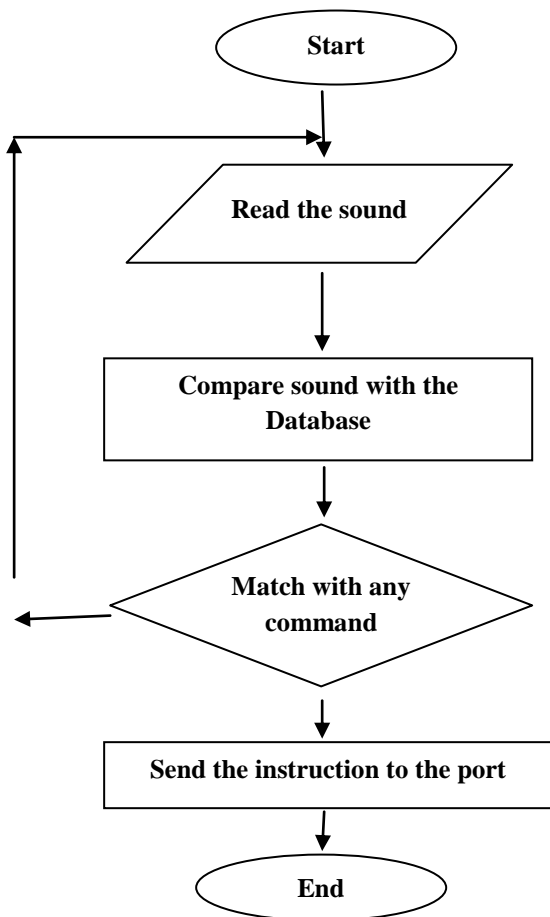 Start
Read the sound
Compare sound with the
Database
Match with any
command
Send the instruction to the port
End